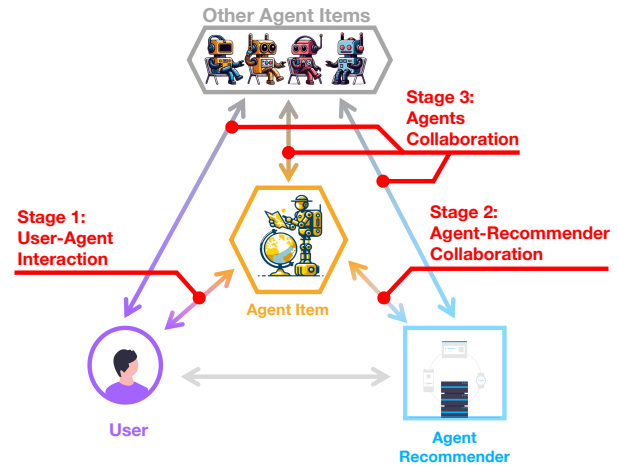 Other Agent Items
Stage 3:
Agents
Collaboration
Stage 1:
User-Agent
Interaction
Stage 2:
Agent-Recommender
Collaboration
Agent Item
User
Agent
Recommender